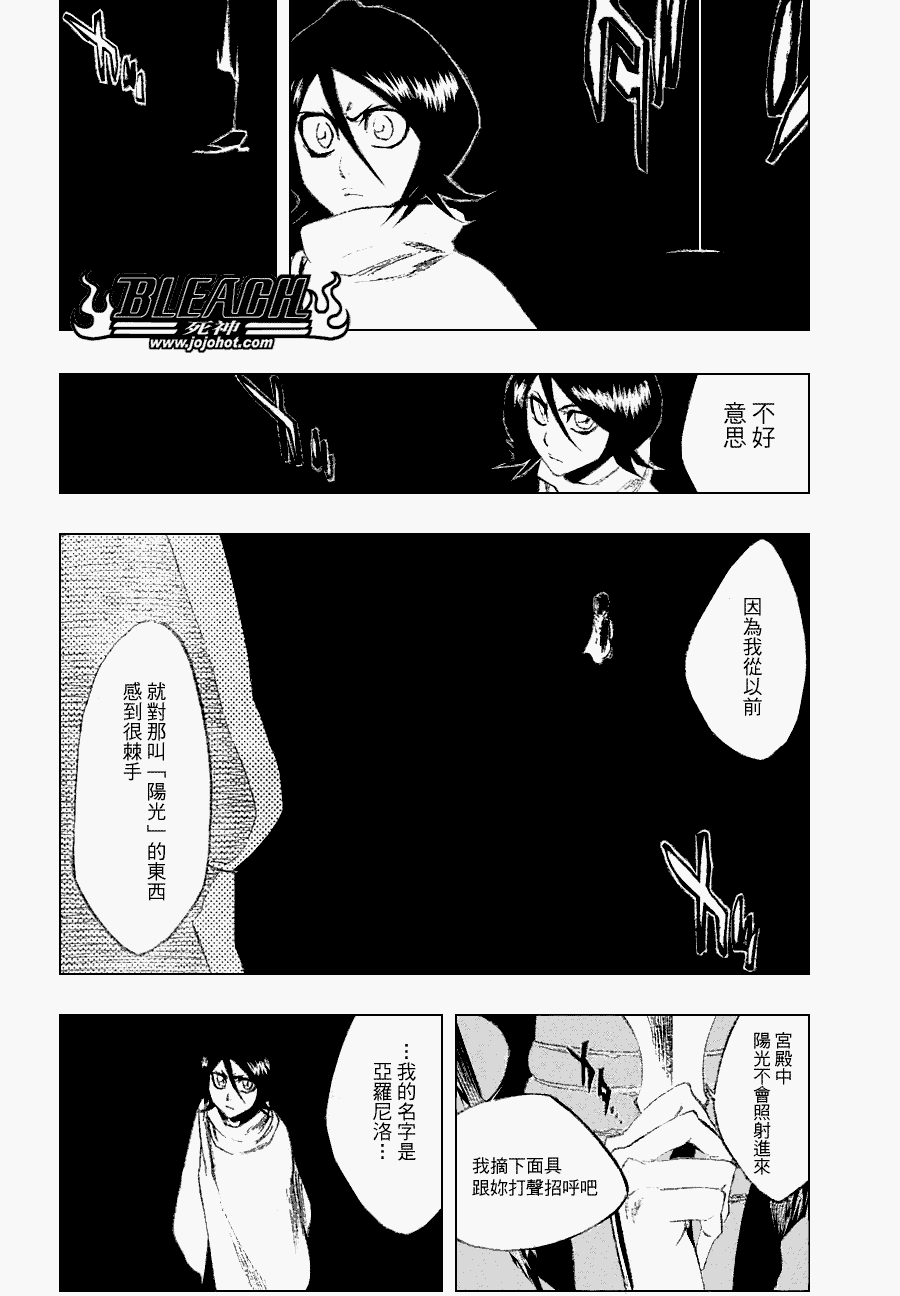 BLEACH
死神
www.jojohot.com
不好
意思
因為我從以前
就對那叫「陽光」的東西
感到很棘手
宮殿中
陽光不會照射進來
我摘下面具
跟妳打聲招呼吧
…我的名字是
亞羅尼洛…